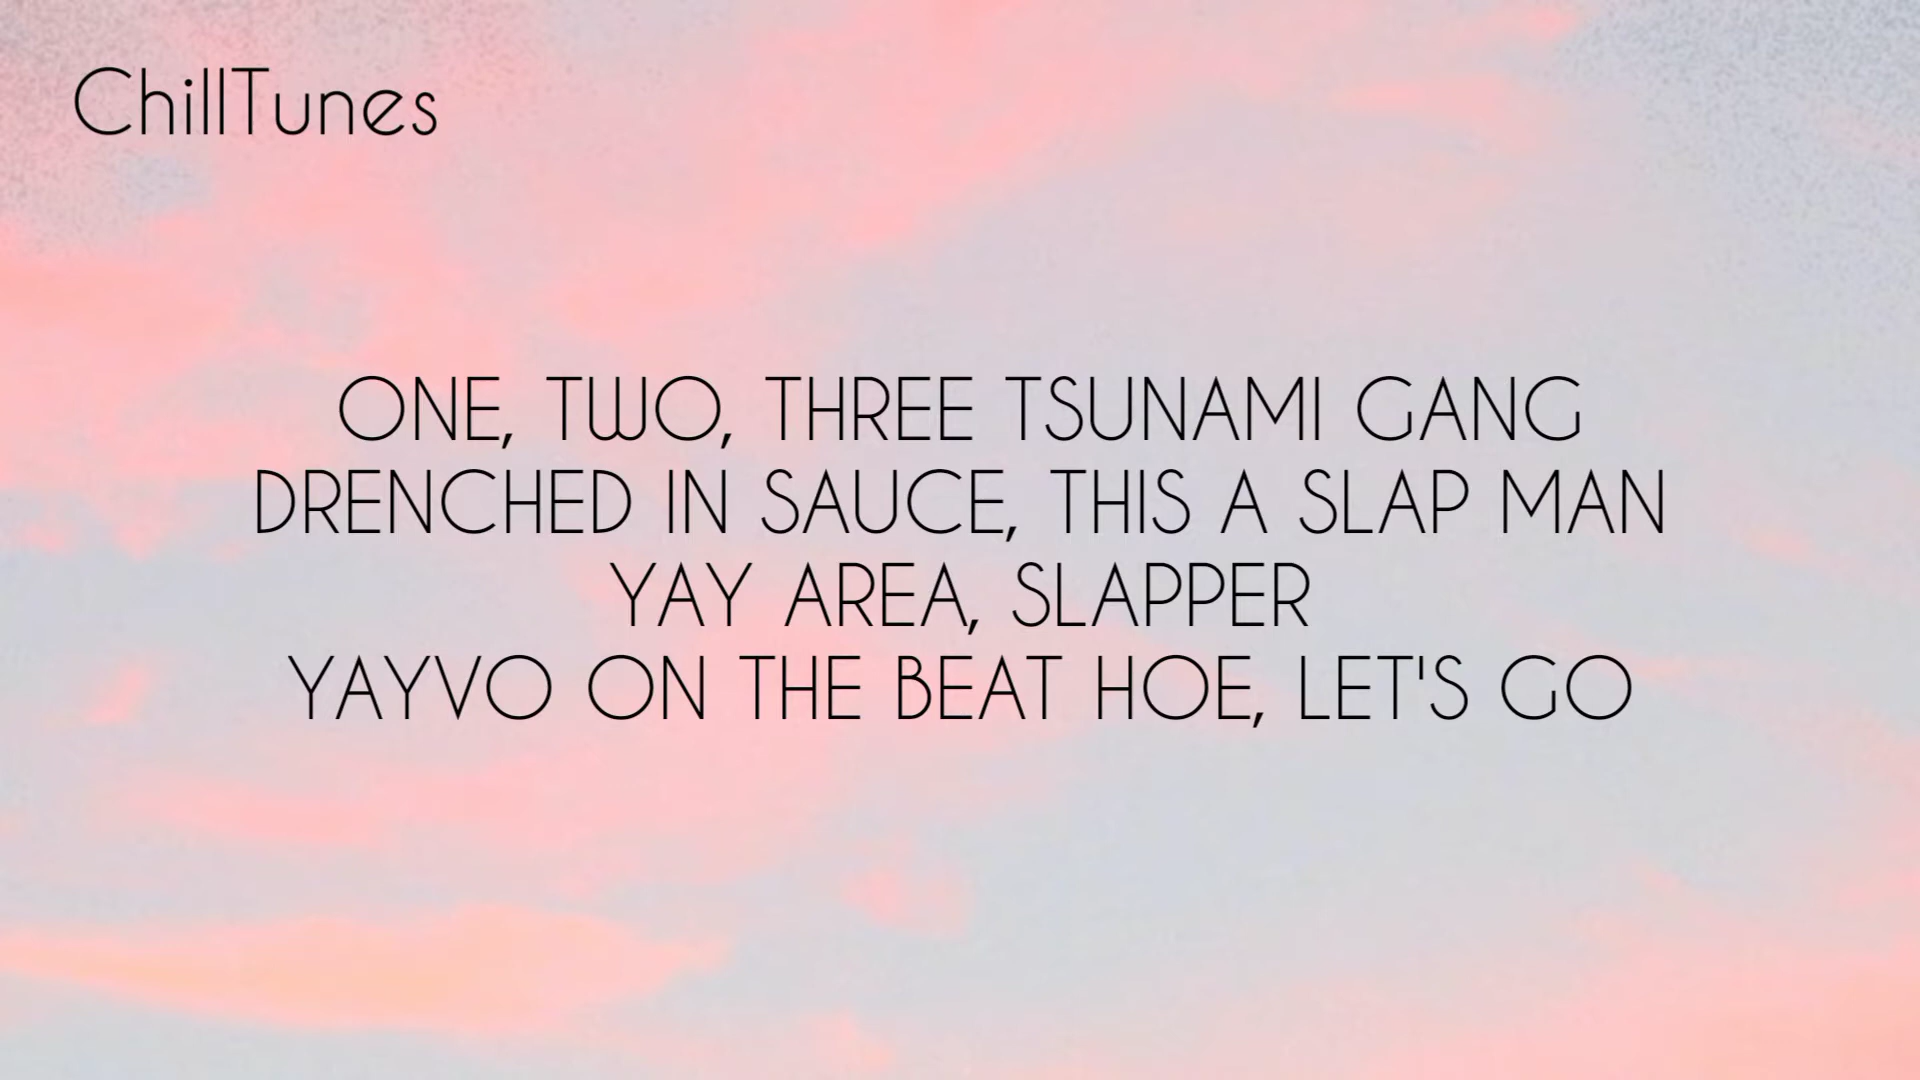 ChillTunes
ONE, TWO, THREE TSUNAMI GANG
DRENCHED IN SAUCE, THIS A SLAP MAN
YAY AREA, SLAPPER
YAYVO ON THE BEAT HOE, LET'S GO